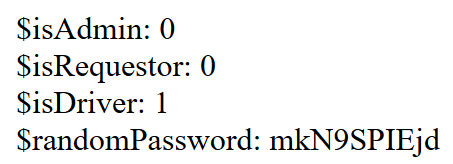 $isAdmin: 0
$isRequestor: 0
$isDriver: 1
$randomPassword: mkN9SPIEjd